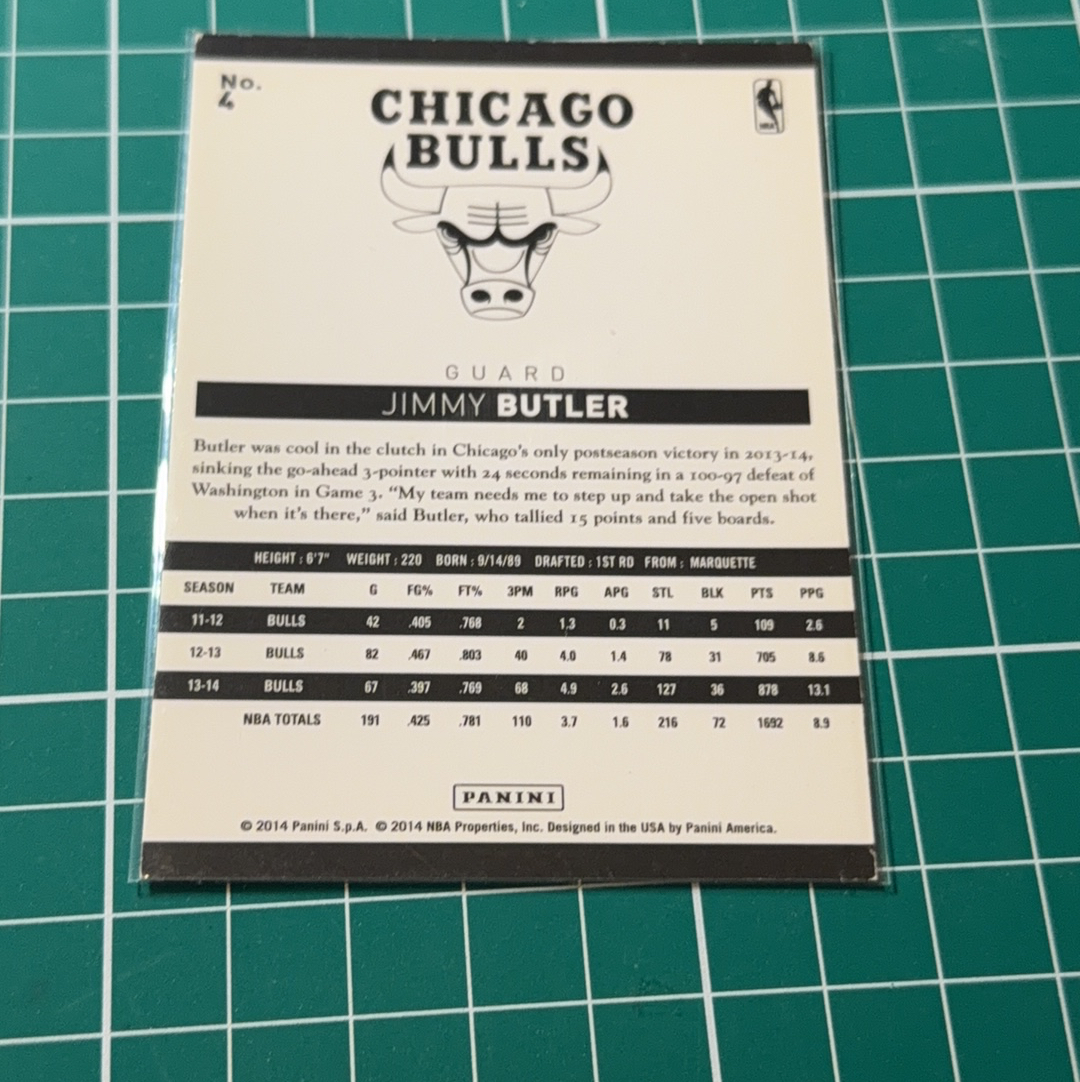 No.
4
CHICAGO
BULLS
NBA
GUARD
JIMMY BUTLER
Butler was cool in the clutch in Chicago's only postseason victory in 2013-14,
sinking the go-ahead 3-pointer with 24 seconds remaining in a 100-97 defeat of
Washington in Game 3. “My team needs me to step up and take the open shot
when it's there,” said Butler, who tallied 15 points and five boards.
HEIGHT : 6'7" WEIGHT : 220 BORN : 9/14/89 DRAFTED : 1ST RD FROM : MARQUETTE
SEASON TEAM G FG% FT% 3PM RPG APG STL BLK PTS PPG
11-12 BULLS 42 .405 .768 2 1.3 0.3 11 5 109 2.6
12-13 BULLS 82 .467 .803 40 4.0 1.4 78 31 705 8.6
13-14 BULLS 67 .397 .769 68 4.9 2.6 127 36 878 13.1
NBA TOTALS 191 .425 .781 110 3.7 1.6 216 72 1692 8.9
PANINI
© 2014 Panini S.p.A. © 2014 NBA Properties, Inc. Designed in the USA by Panini America.